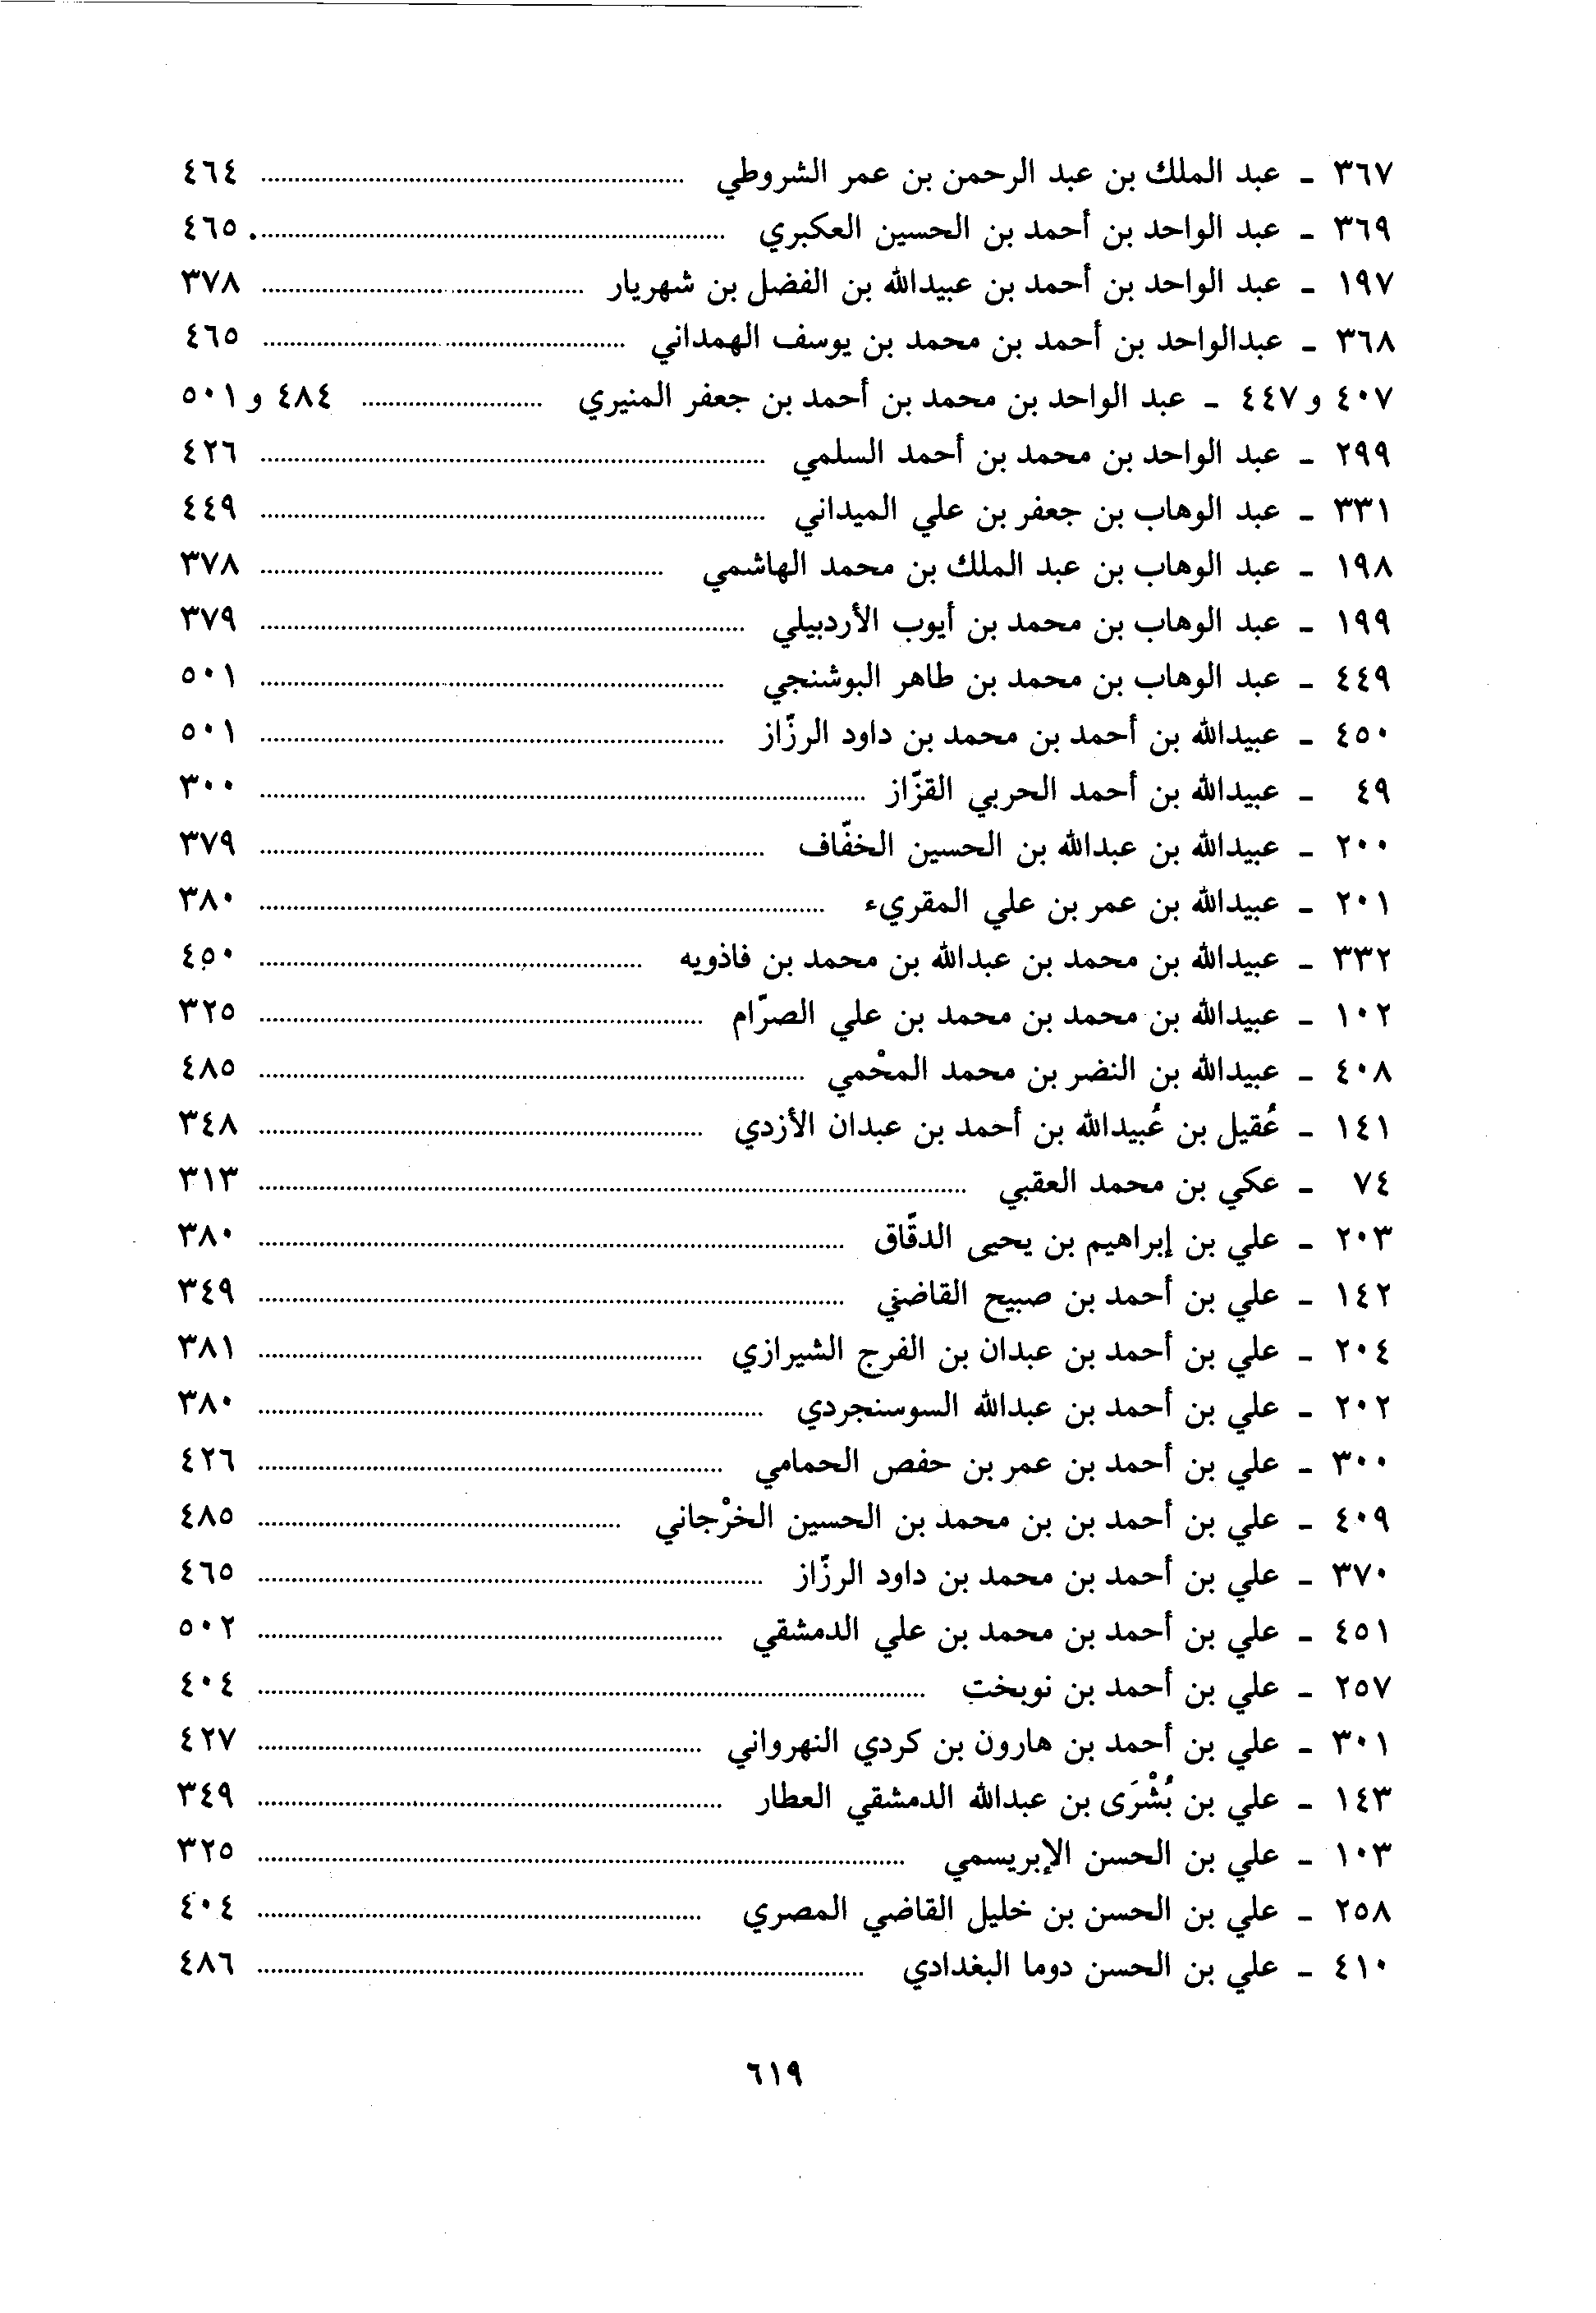 ٣٦٧ - عبد الملك بن عبد الرحمن بن عمر الشروطي ........ ٤٦٤
٣٦٩ - عبد الواحد بن أحمد بن الحسين العكبري ........ ٤٦٥
١٩٧ - عبد الواحد بن أحمد بن عبيدالله بن الفضل بن شهريار ........ ٣٧٨
٣٦٨ - عبدالواحد بن أحمد بن محمد بن يوسف الهمداني ........ ٤٦٥
٤٠٧ و ٤٤٧ - عبد الواحد بن محمد بن أحمد بن جعفر المنيري ........ ٤٨٤ و ٥٠١
٢٩٩ - عبد الواحد بن محمد بن أحمد السلمي ........ ٤٢٦
٣٣١ - عبد الوهاب بن جعفر بن علي الميداني ........ ٤٤٩
١٩٨ - عبد الوهاب بن عبد الملك بن محمد الهاشمي ........ ٣٧٨
١٩٩ - عبد الوهاب بن محمد بن أيوب الأردبيلي ........ ٣٧٩
٤٤٩ - عبد الوهاب بن محمد بن طاهر البوشنجي ........ ٥٠١
٤٥٠ - عبيدالله بن أحمد بن محمد بن داود الرزّاز ........ ٥٠١
٤٩ - عبيدالله بن أحمد الحربي القزّاز ........ ٣٠٠
٢٠٠ - عبيدالله بن عبدالله بن الحسين الخفّاف ........ ٣٧٩
٢٠١ - عبيدالله بن عمر بن علي المقريء ........ ٣٨٠
٣٣٢ - عبيدالله بن محمد بن عبدالله بن محمد بن فاذويه ........ ٤٥٠
١٠٢ - عبيدالله بن محمد بن محمد بن علي الصرّام ........ ٣٢٥
٤٠٨ - عبيدالله بن النضر بن محمد المحْمي ........ ٤٨٥
١٤١ - عُقيل بن عُبيدالله بن أحمد بن عبدان الأزدي ........ ٣٤٨
٧٤ - عكي بن محمد العقبي ........ ٣١٣
٢٠٣ - علي بن إبراهيم بن يحيى الدقّاق ........ ٣٨٠
١٤٢ - علي بن أحمد بن صبيح القاضي ........ ٣٤٩
٢٠٤ - علي بن أحمد بن عبدان بن الفرج الشيرازي ........ ٣٨١
٢٠٢ - علي بن أحمد بن عبدالله السوسنجردي ........ ٣٨٠
٣٠٠ - علي بن أحمد بن عمر بن حفص الحمامي ........ ٤٢٦
٤٠٩ - علي بن أحمد بن بن محمد بن الحسين الخرْجاني ........ ٤٨٥
٣٧٠ - علي بن أحمد بن محمد بن داود الرزّاز ........ ٤٦٥
٤٥١ - علي بن أحمد بن محمد بن علي الدمشقي ........ ٥٠٢
٢٥٧ - علي بن أحمد بن نوبخت ........ ٤٠٤
٣٠١ - علي بن أحمد بن هارون بن كردي النهرواني ........ ٤٢٧
١٤٣ - علي بن بُشْرَى بن عبدالله الدمشقي العطار ........ ٣٤٩
١٠٣ - علي بن الحسن الإبريسمي ........ ٣٢٥
٢٥٨ - علي بن الحسن بن خليل القاضي المصري ........ ٤٠٤
٤١٠ - علي بن الحسن دوما البغدادي ........ ٤٨٦
٦١٩